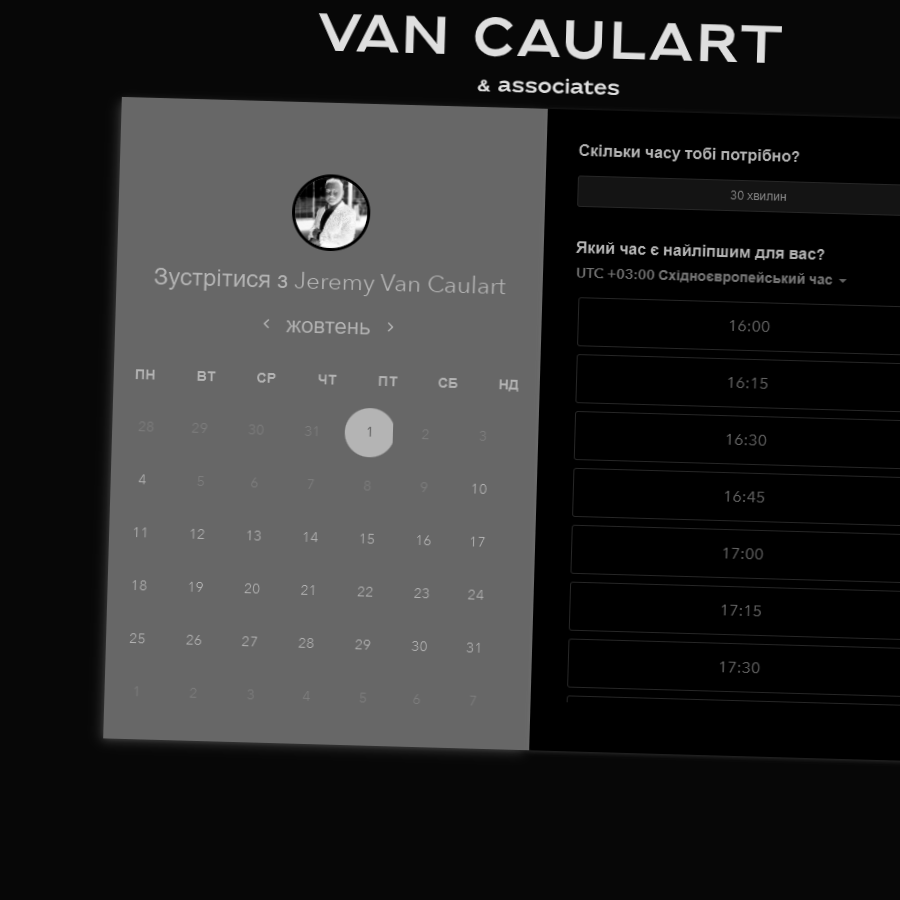 VAN CAULART
& associates
Зустрітися з Jeremy Van Caulart
жовтень
ПН ВТ СР ЧТ ПТ СБ НД
28 29 30 31 1 2 3
4 5 6 7 8 9 10
11 12 13 14 15 16 17
18 19 20 21 22 23 24
25 26 27 28 29 30 31
1 2 3 4 5 6 7
Скільки часу тобі потрібно?
30 хвилин
Який час є найліпшим для вас?
UTC +03:00 Східноєвропейський час
16:00
16:15
16:30
16:45
17:00
17:15
17:30